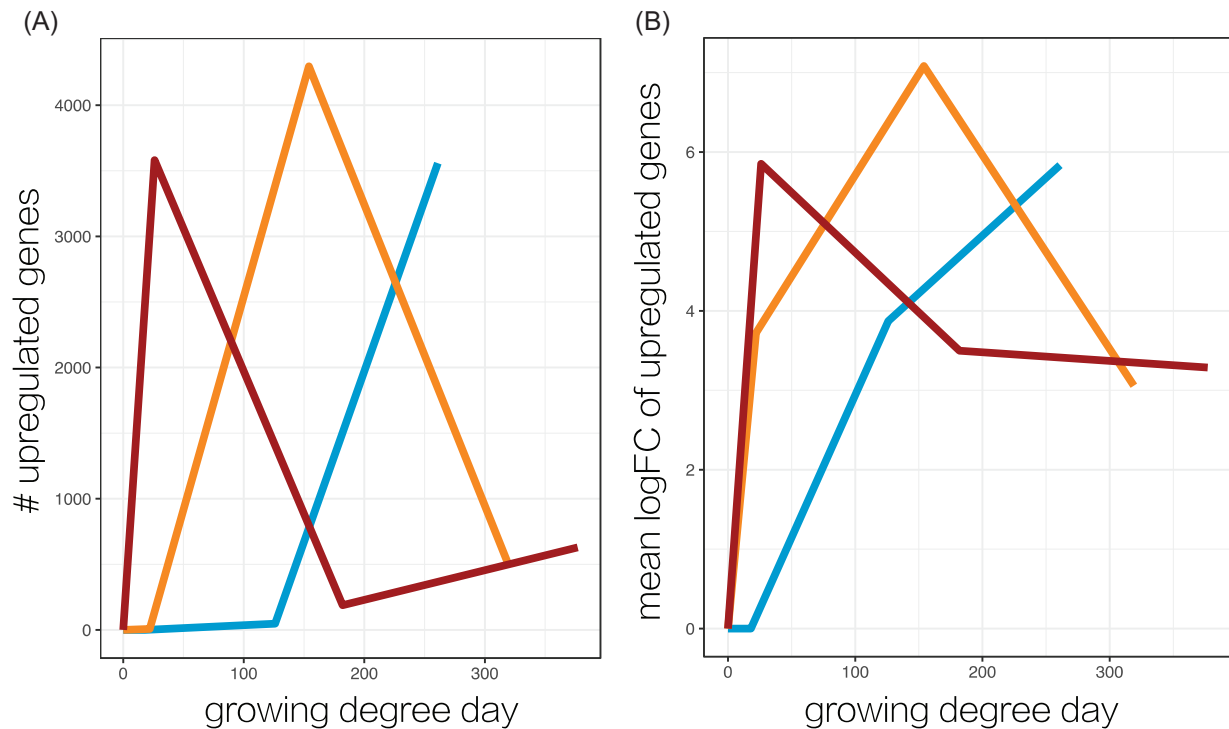 (A)
# upregulated genes
4000
3000
2000
1000
0
0 100 200 300
growing degree day
(B)
mean logFC of upregulated genes
6
4
2
0
0 100 200 300
growing degree day